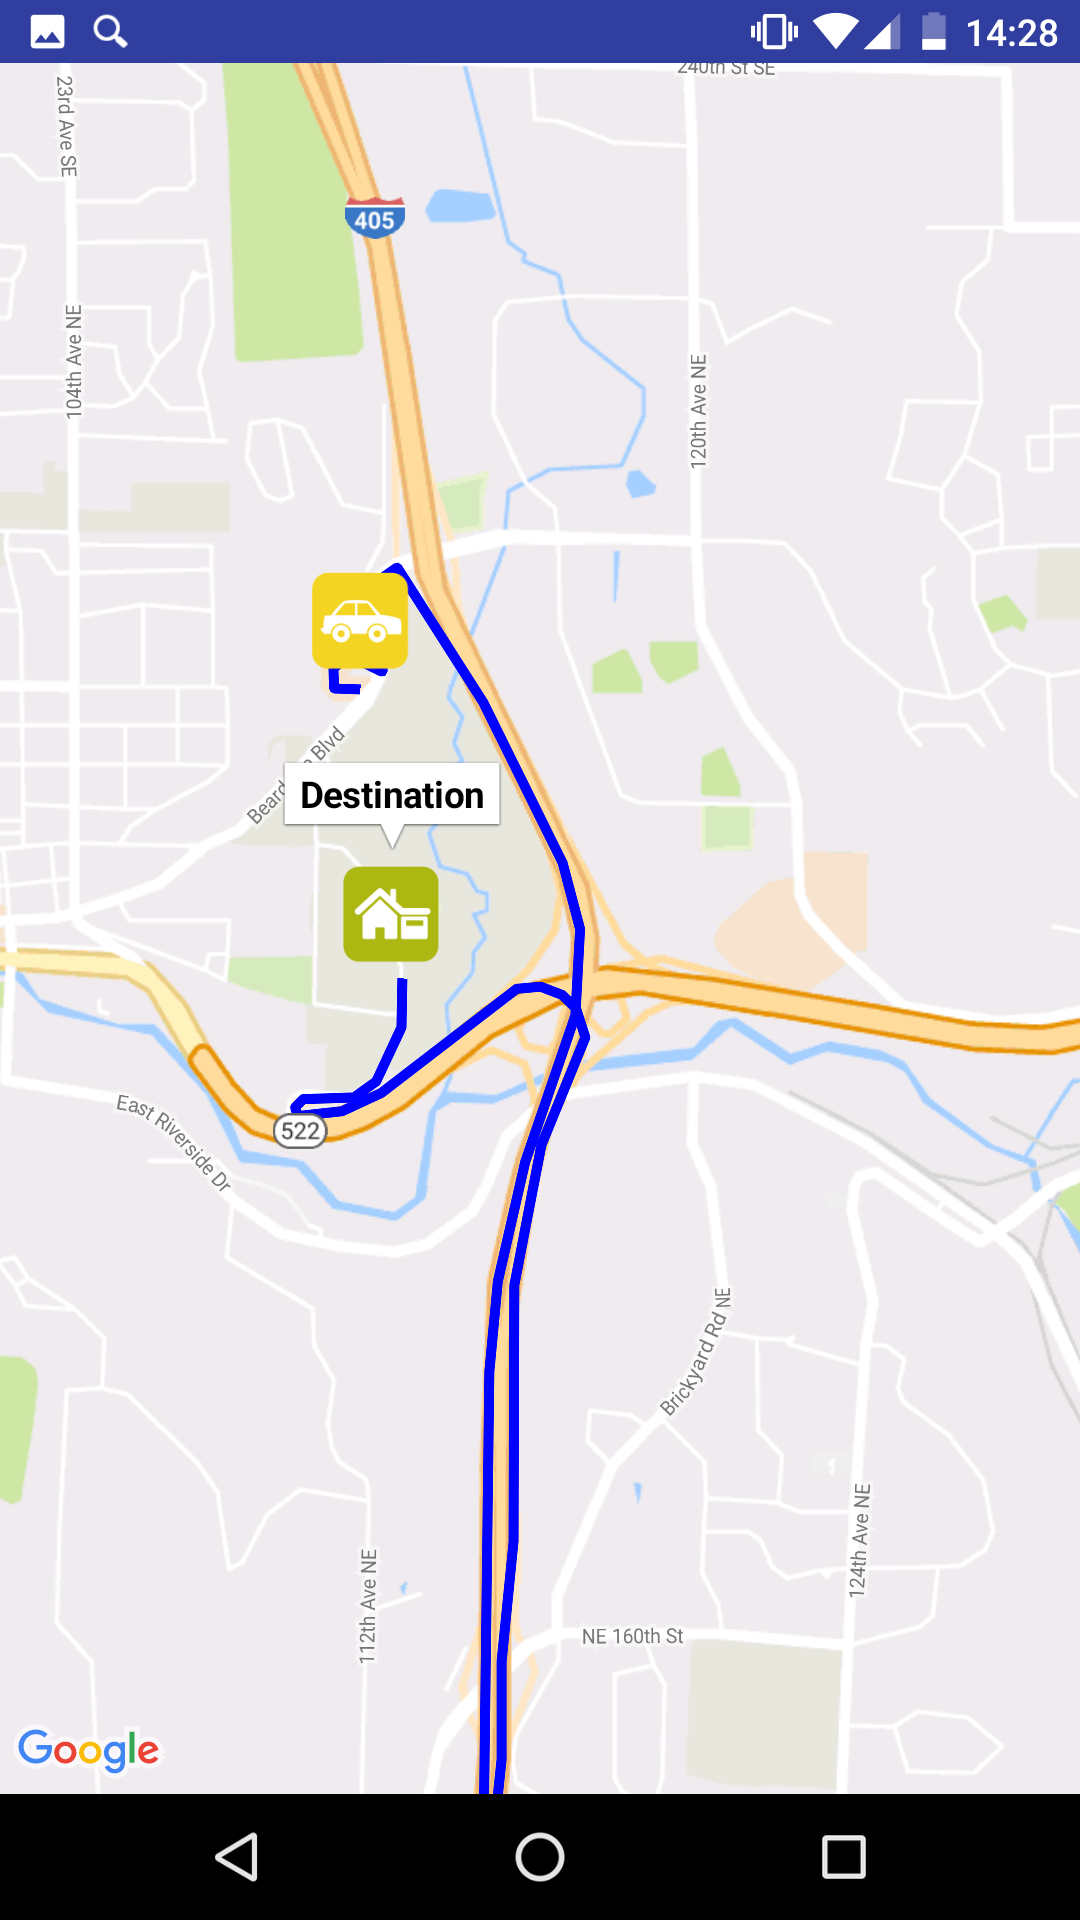 14:28
240th St SE
23rd Ave SE
405
104th Ave NE
120th Ave NE
Blvd
Destination
East Riverside Dr
522
Brickyard Rd NE
124th Ave NE
112th Ave NE
NE 160th St
Google